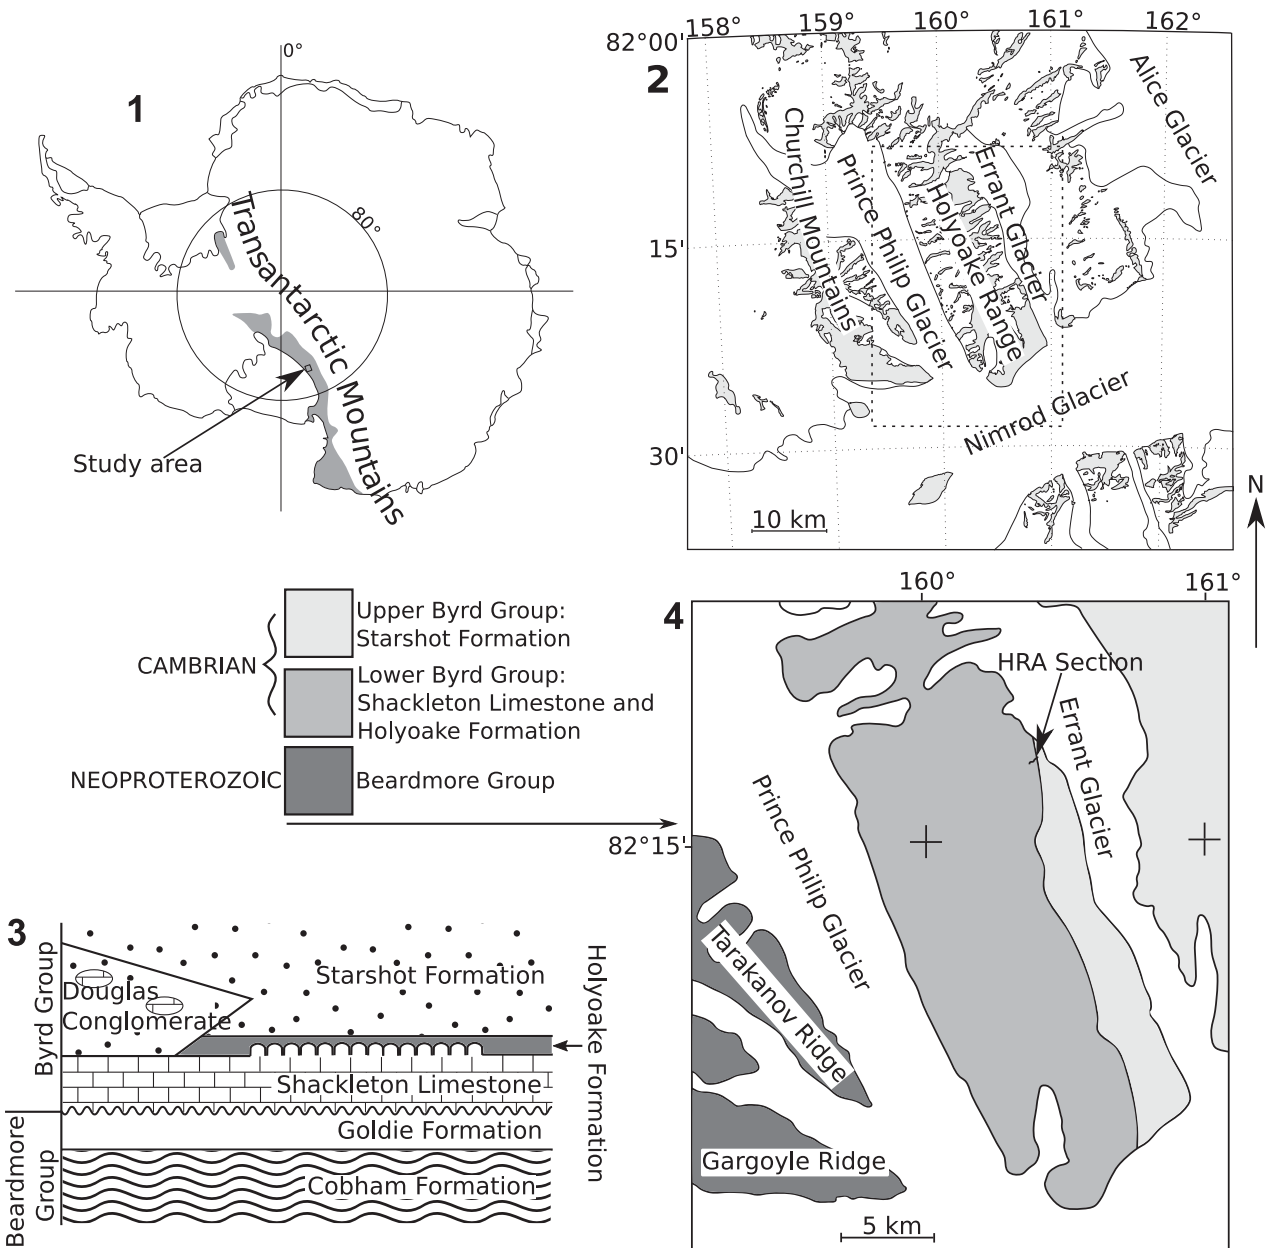 1
0°
80°
Transantarctic Mountains
Study area
2
158°
159°
160°
161°
162°
82°00'
15'
30'
Churchill Mountains
Prince Philip Glacier
Holyoake Range
Errant Glacier
Alice Glacier
Nimrod Glacier
10 km
N
CAMBRIAN
Upper Byrd Group:
Starshot Formation
Lower Byrd Group:
Shackleton Limestone and
Holyoake Formation
NEOPROTEROZOIC
Beardmore Group
3
Byrd Group
Beardmore
Group
Starshot Formation
Douglas
Conglomerate
Shackleton Limestone
Goldie Formation
Cobham Formation
Holyoake Formation
4
160°
161°
82°15'
HRA Section
Errant Glacier
Prince Philip Glacier
Tarakanov Ridge
Gargoyle Ridge
5 km